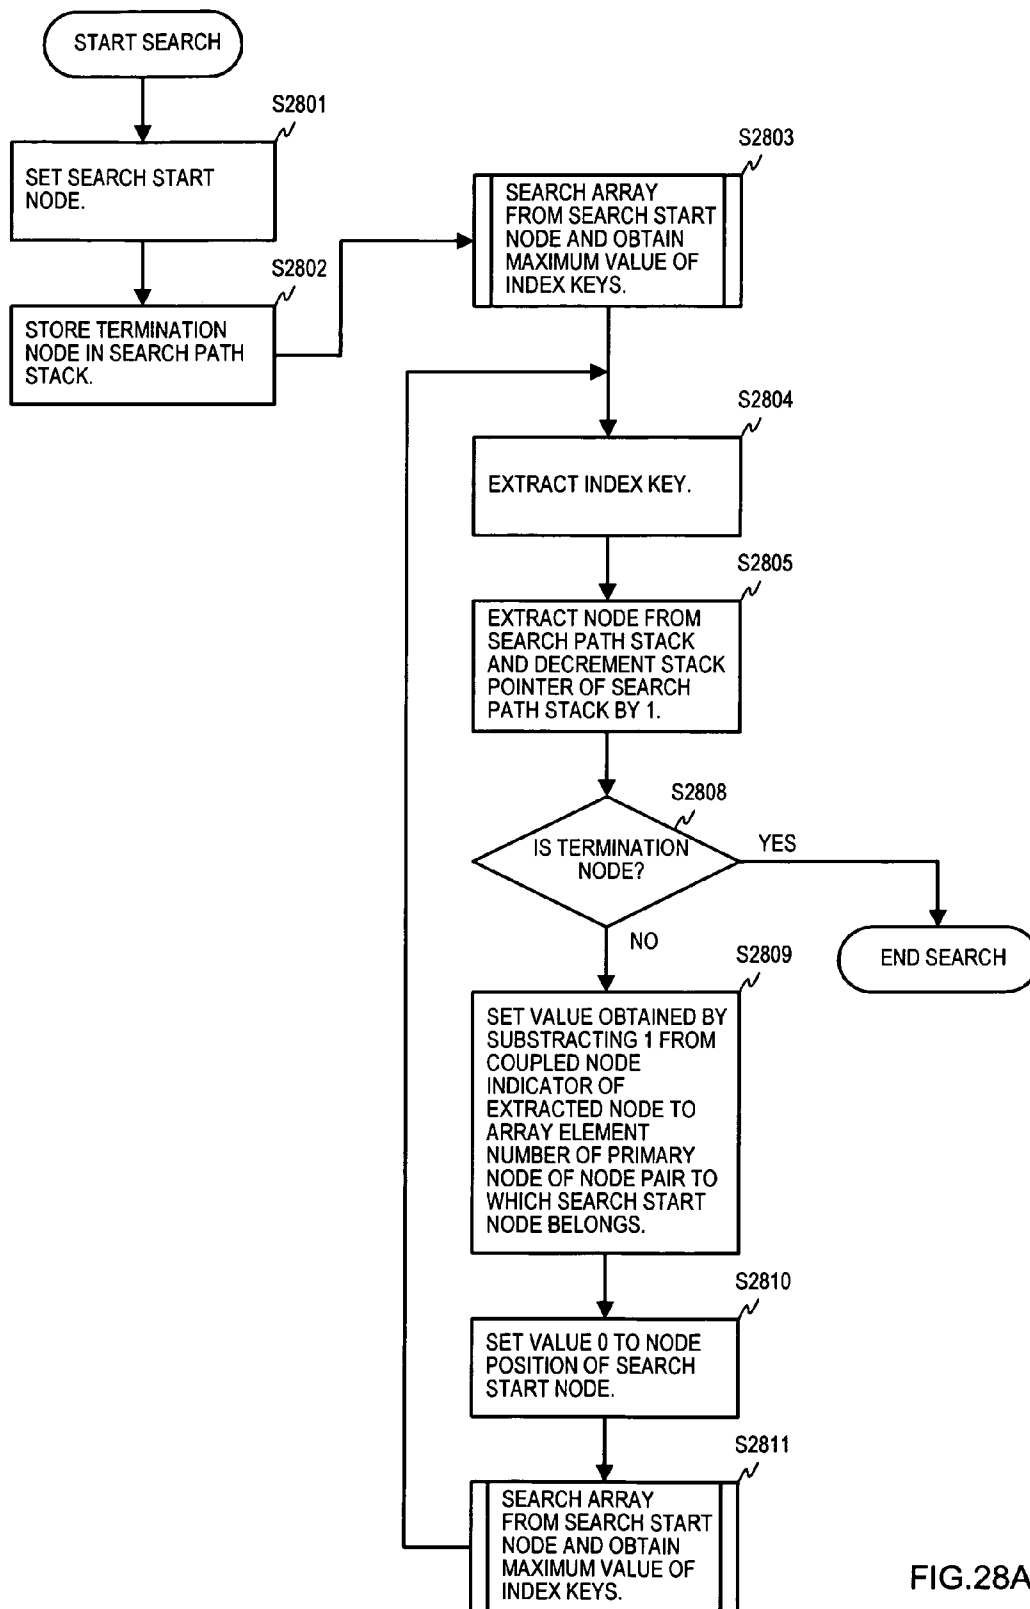 START SEARCH
S2801
SET SEARCH START
NODE.
S2802
STORE TERMINATION
NODE IN SEARCH PATH
STACK.
S2803
SEARCH ARRAY
FROM SEARCH START
NODE AND OBTAIN
MAXIMUM VALUE OF
INDEX KEYS.
S2804
EXTRACT INDEX KEY.
S2805
EXTRACT NODE FROM
SEARCH PATH STACK
AND DECREMENT STACK
POINTER OF SEARCH
PATH STACK BY 1.
S2808
IS TERMINATION
NODE?
YES
NO
END SEARCH
S2809
SET VALUE OBTAINED BY
SUBSTRACTING 1 FROM
COUPLED NODE
INDICATOR OF
EXTRACTED NODE TO
ARRAY ELEMENT
NUMBER OF PRIMARY
NODE OF NODE PAIR TO
WHICH SEARCH START
NODE BELONGS.
S2810
SET VALUE 0 TO NODE
POSITION OF SEARCH
START NODE.
S2811
SEARCH ARRAY
FROM SEARCH START
NODE AND OBTAIN
MAXIMUM VALUE OF
INDEX KEYS.
FIG.28A